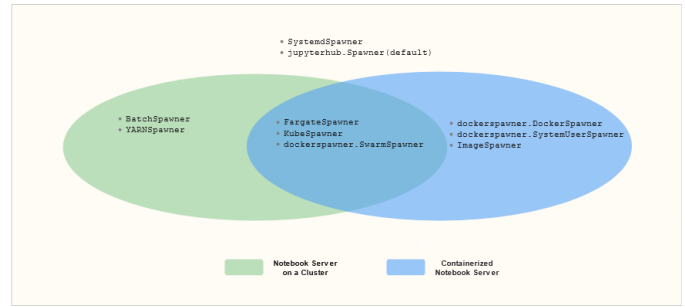 • SystemdSpawner
• jupyterhub.Spawner(default)
• BatchSpawner
• YARNSpawner
• FargateSpawner
• KubeSpawner
• dockerspawner.SwarmSpawner
• dockerspawner.DockerSpawner
• dockerspawner.SystemUserSpawner
• ImageSpawner
Notebook Server
on a Cluster
Containerized
Notebook Server